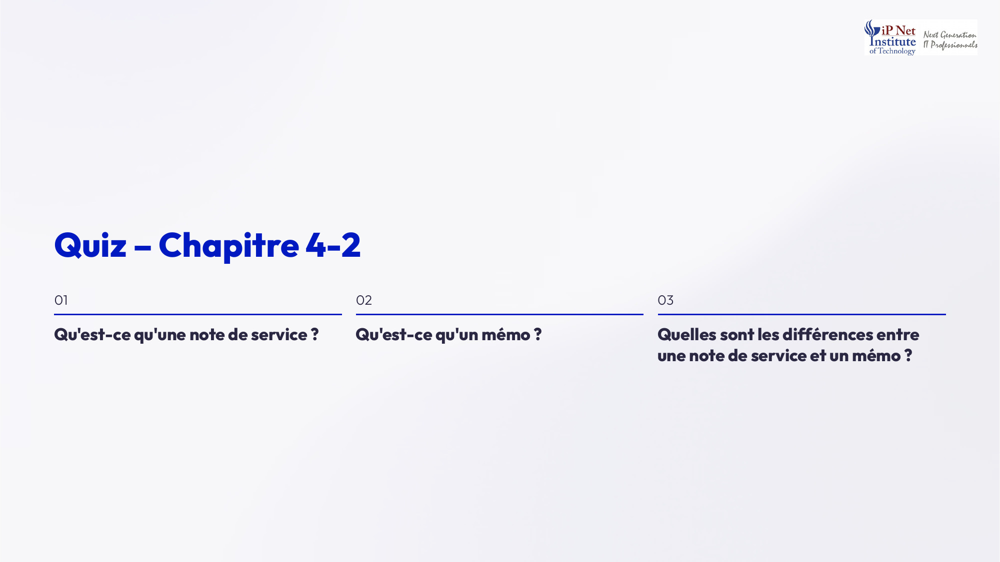 iP Net
Institute
of Technology
Next Generation
IT Professionnels
Quiz – Chapitre 4-2
01
Qu'est-ce qu'une note de service ?
02
Qu'est-ce qu'un mémo ?
03
Quelles sont les différences entre
une note de service et un mémo ?